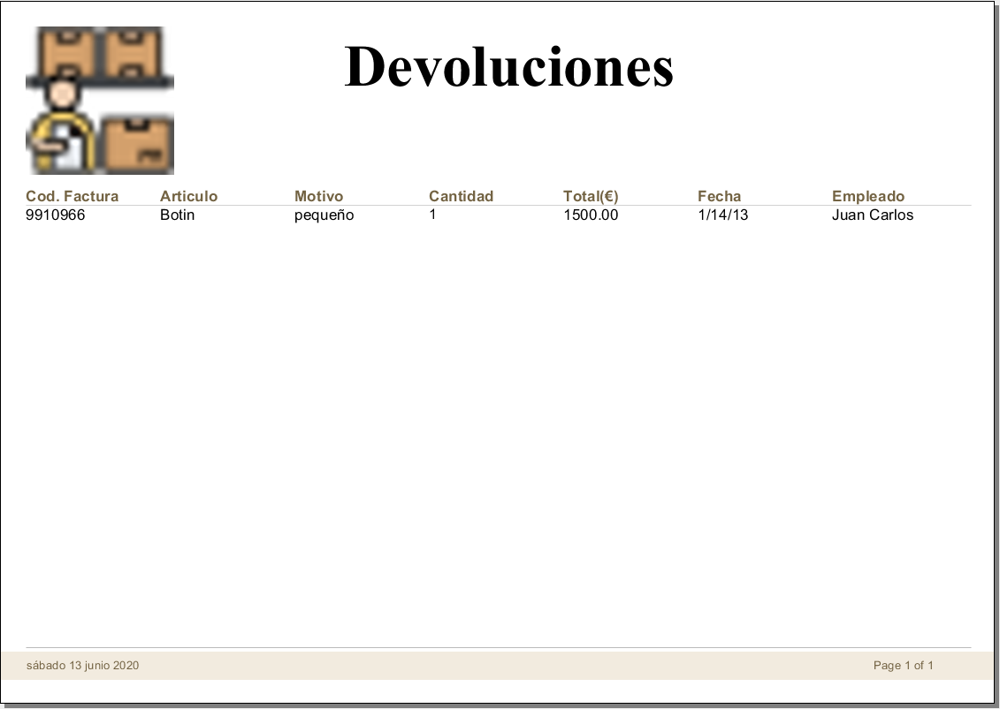 Devoluciones
Cod. Factura Articulo Motivo Cantidad Total(€) Fecha Empleado
9910966 Botin pequeño 1 1500.00 1/14/13 Juan Carlos
sábado 13 junio 2020 Page 1 of 1